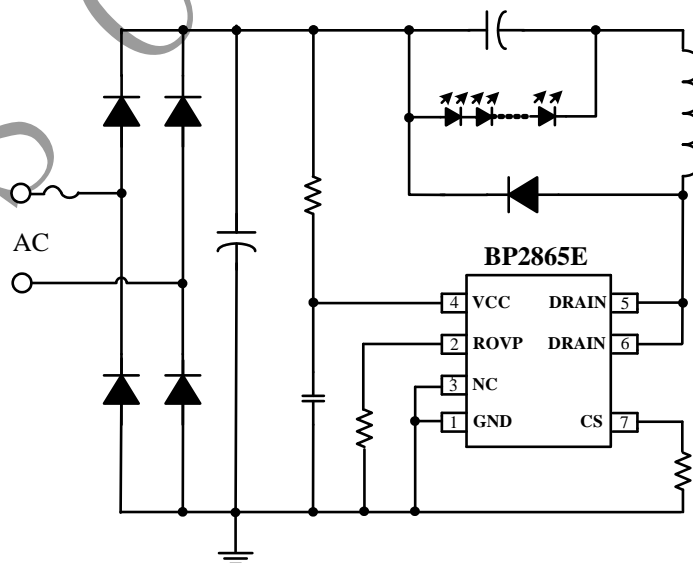 AC
BP2865E
4 VCC DRAIN 5
2 ROVP DRAIN 6
3 NC
1 GND CS 7